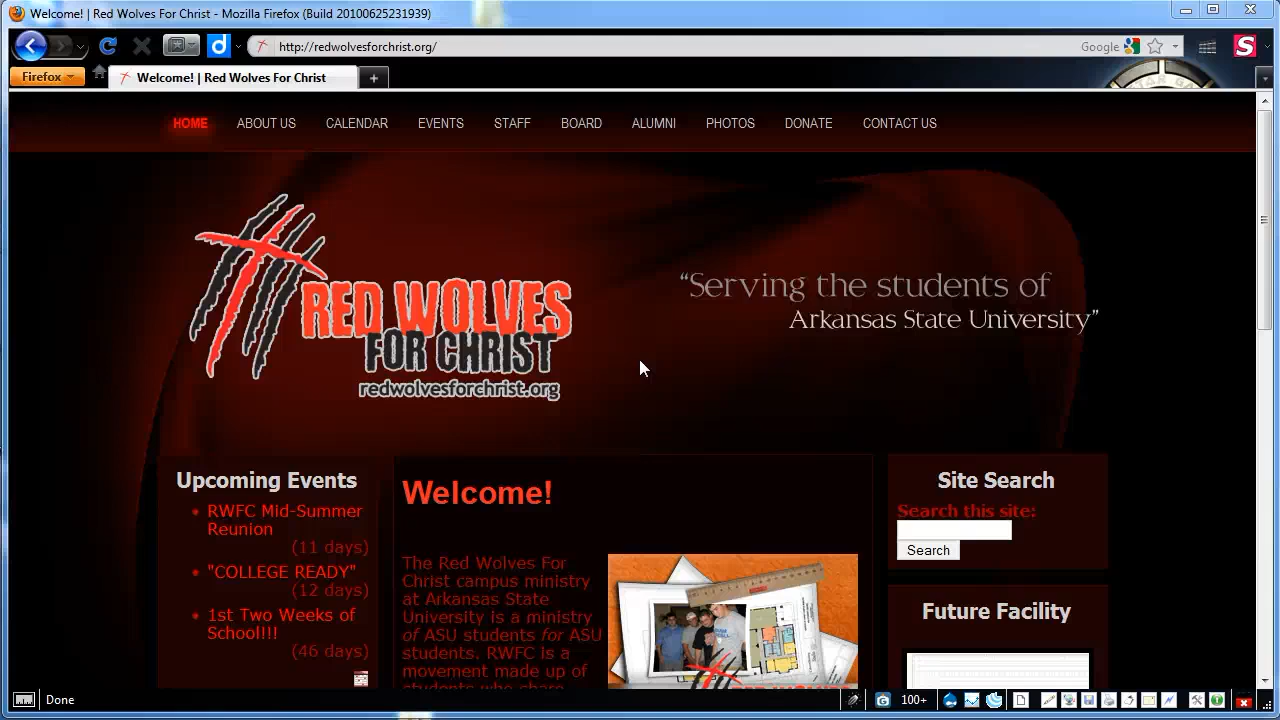 Welcome! | Red Wolves For Christ - Mozilla Firefox (Build 20100625231939)
http://redwolvesforchrist.org/
Google
Firefox
Welcome! | Red Wolves For Christ
HOME ABOUT US CALENDAR EVENTS STAFF BOARD ALUMNI PHOTOS DONATE CONTACT US
RED WOLVES
FOR CHRIST
redwolvesforchrist.org
“Serving the students of
Arkansas State University”
Upcoming Events
RWFC Mid-Summer
Reunion
(11 days)
"COLLEGE READY"
(12 days)
1st Two Weeks of
School!!!
(46 days)
Welcome!
The Red Wolves For
Christ campus ministry
at Arkansas State
University is a ministry
of ASU students for ASU
students. RWFC is a
movement made up of
students who share
Site Search
Search this site:
Search
Future Facility
Done
100+